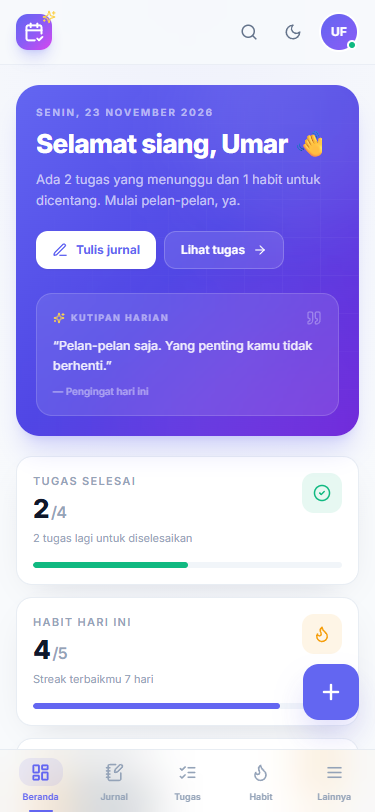 UF
SENIN, 23 NOVEMBER 2026
Selamat siang, Umar 👋
Ada 2 tugas yang menunggu dan 1 habit untuk
dicentang. Mulai pelan-pelan, ya.
Tulis jurnal
Lihat tugas →
KUTIPAN HARIAN
“Pelan-pelan saja. Yang penting kamu tidak
berhenti.”
— Pengingat hari ini
TUGAS SELESAI
2/4
2 tugas lagi untuk diselesaikan
HABIT HARI INI
4/5
Streak terbaikmu 7 hari
Beranda
Jurnal
Tugas
Habit
Lainnya